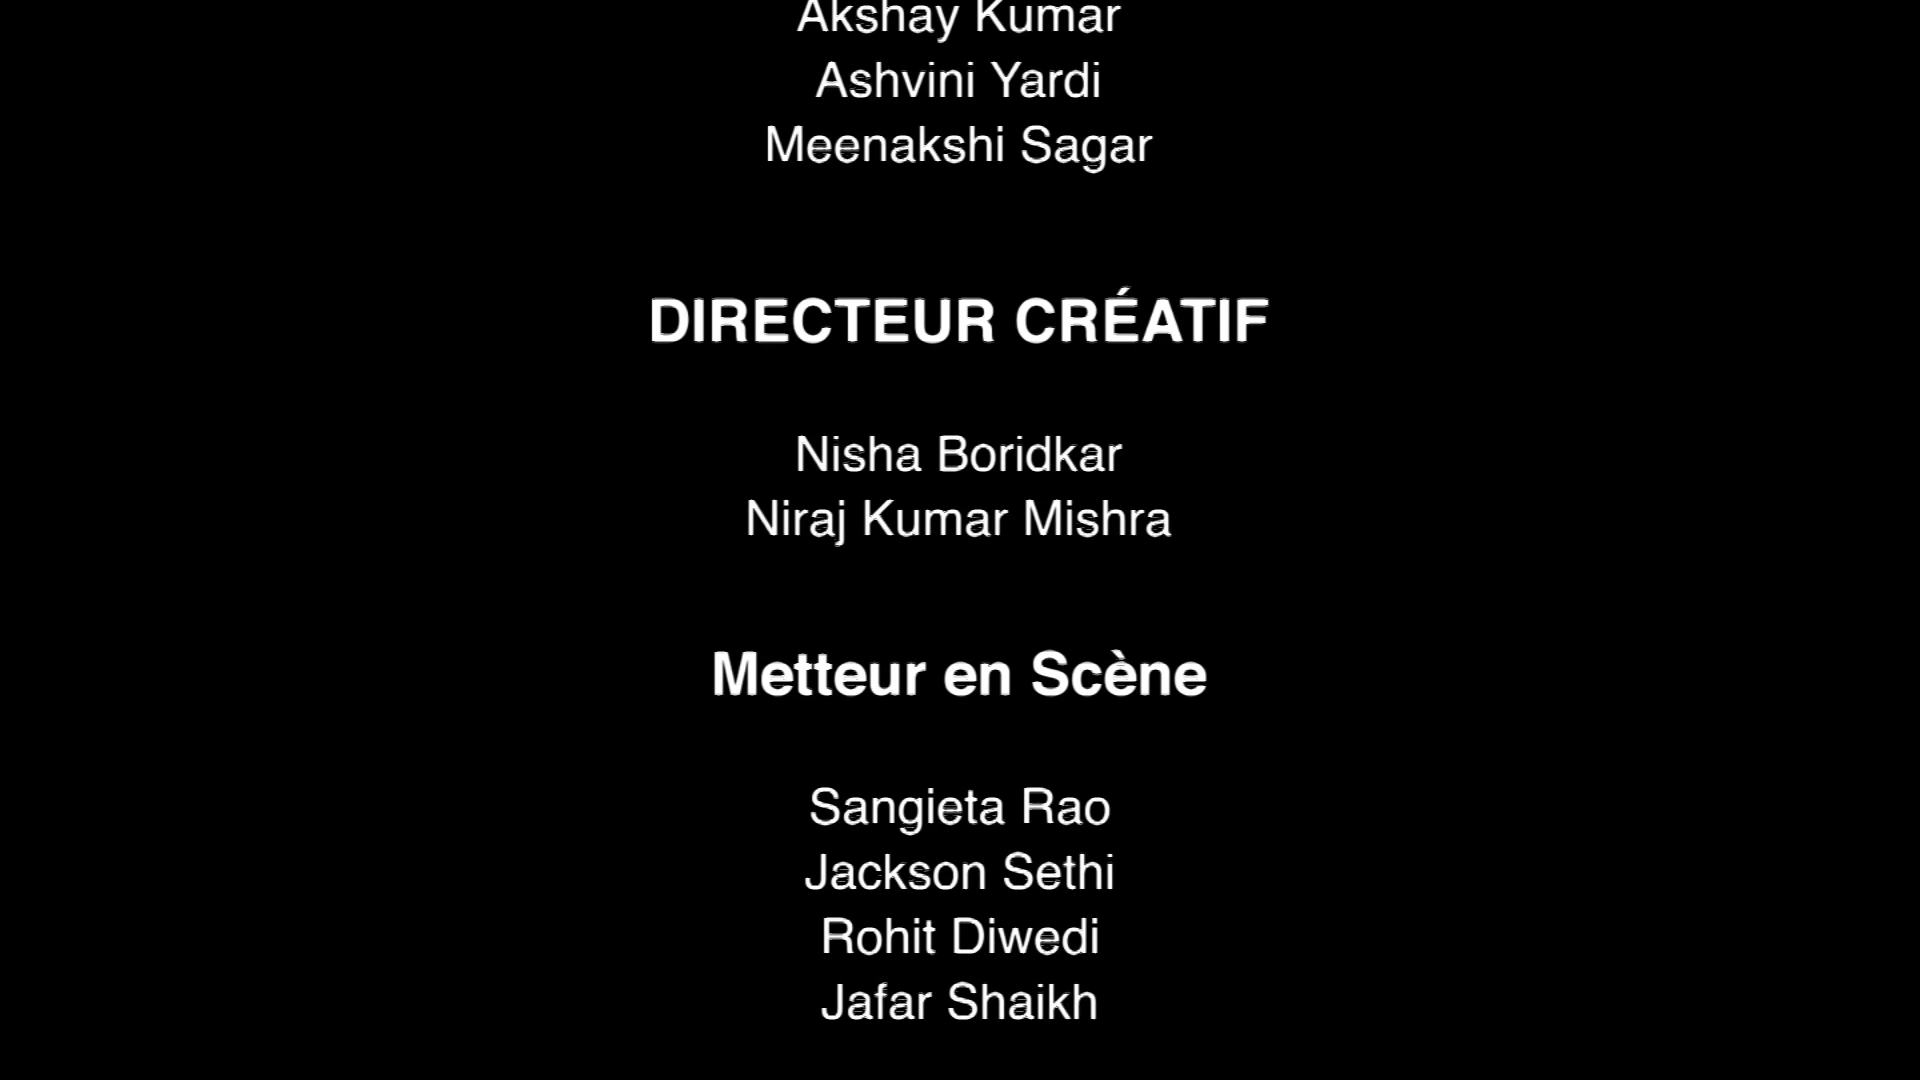 Akshay Kumar
Ashvini Yardi
Meenakshi Sagar
DIRECTEUR CRÉATIF
Nisha Boridkar
Niraj Kumar Mishra
Metteur en Scène
Sangieta Rao
Jackson Sethi
Rohit Diwedi
Jafar Shaikh